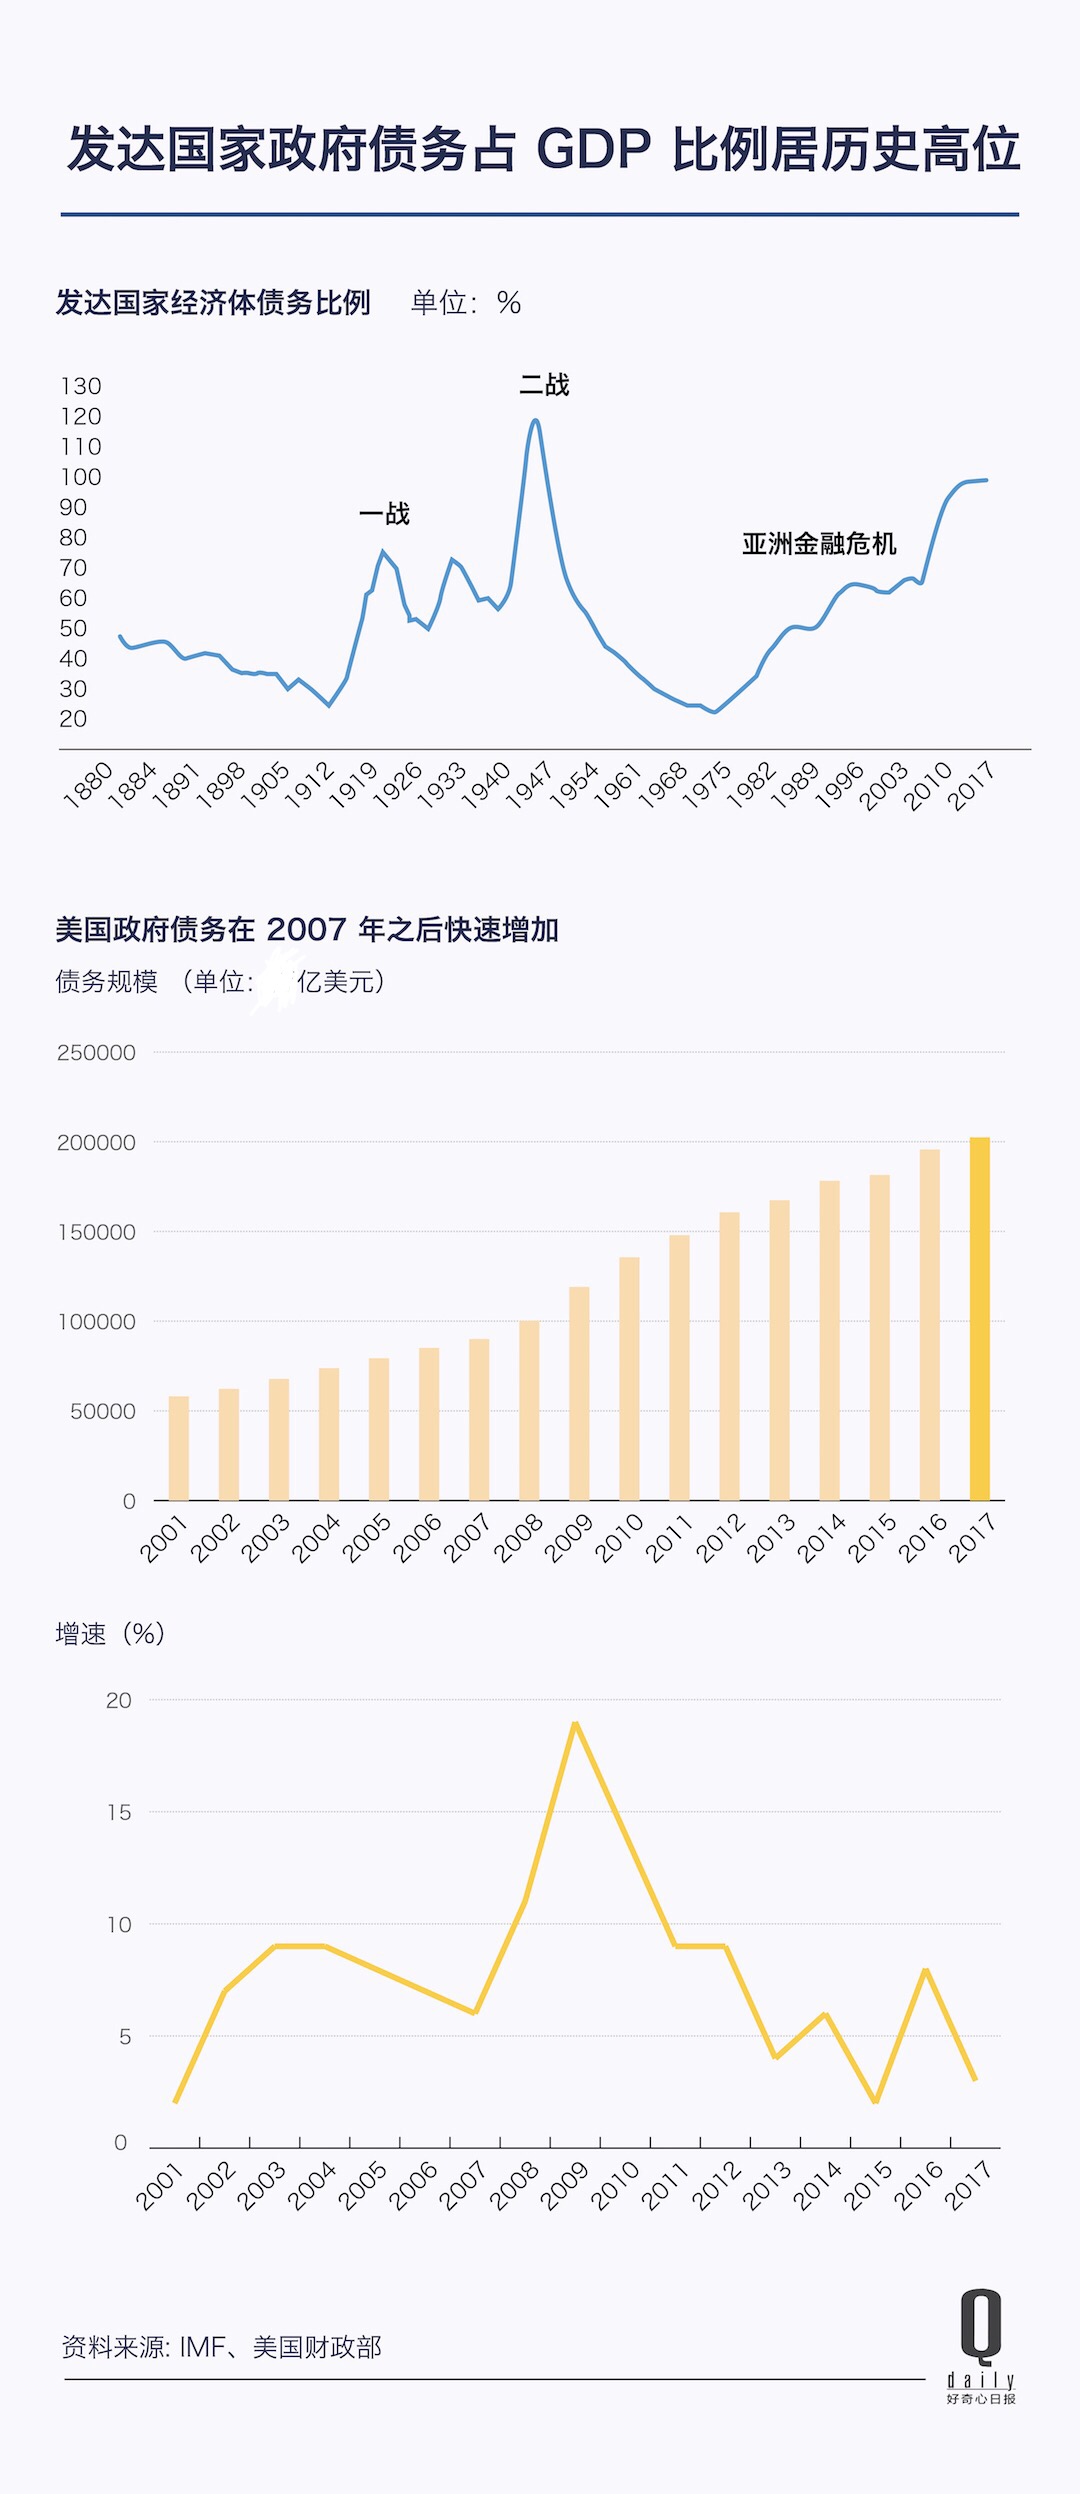 发达国家政府债务占 GDP 比例居历史高位
发达国家经济体债务比例 单位：%
130
120
110
100
90
80
70
60
50
40
30
20
二战
一战
亚洲金融危机
1880 1884 1891 1898 1905 1912 1919 1926 1933 1940 1947 1954 1961 1968 1975 1982 1989 1996 2003 2010 2017
美国政府债务在 2007 年之后快速增加
债务规模 （单位： 亿美元）
250000
200000
150000
100000
50000
0
2001 2002 2003 2004 2005 2006 2007 2008 2009 2010 2011 2012 2013 2014 2015 2016 2017
增速（%）
20
15
10
5
0
2001 2002 2003 2004 2005 2006 2007 2008 2009 2010 2011 2012 2013 2014 2015 2016 2017
资料来源: IMF、美国财政部
Q
daily
好奇心日报